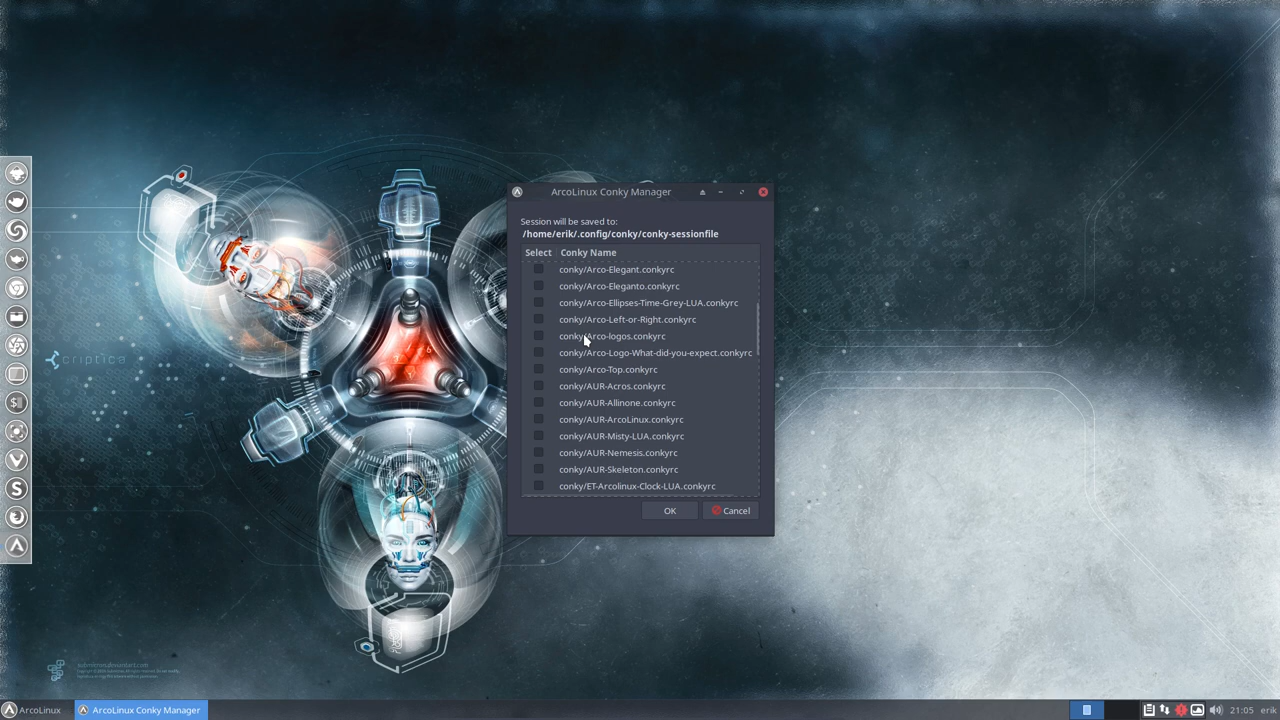 ArcoLinux Conky Manager
Session will be saved to:
/home/erik/.config/conky/conky-sessionfile
Select Conky Name
conky/Arco-Elegant.conkyrc
conky/Arco-Eleganto.conkyrc
conky/Arco-Ellipses-Time-Grey-LUA.conkyrc
conky/Arco-Left-or-Right.conkyrc
conky/Arco-logos.conkyrc
conky/Arco-Logo-What-did-you-expect.conkyrc
conky/Arco-Top.conkyrc
conky/AUR-Acros.conkyrc
conky/AUR-Allinone.conkyrc
conky/AUR-ArcoLinux.conkyrc
conky/AUR-Misty-LUA.conkyrc
conky/AUR-Nemesis.conkyrc
conky/AUR-Skeleton.conkyrc
conky/ET-Arcolinux-Clock-LUA.conkyrc
OK Cancel
criptica
ArcoLinux ArcoLinux Conky Manager 21:05 erik